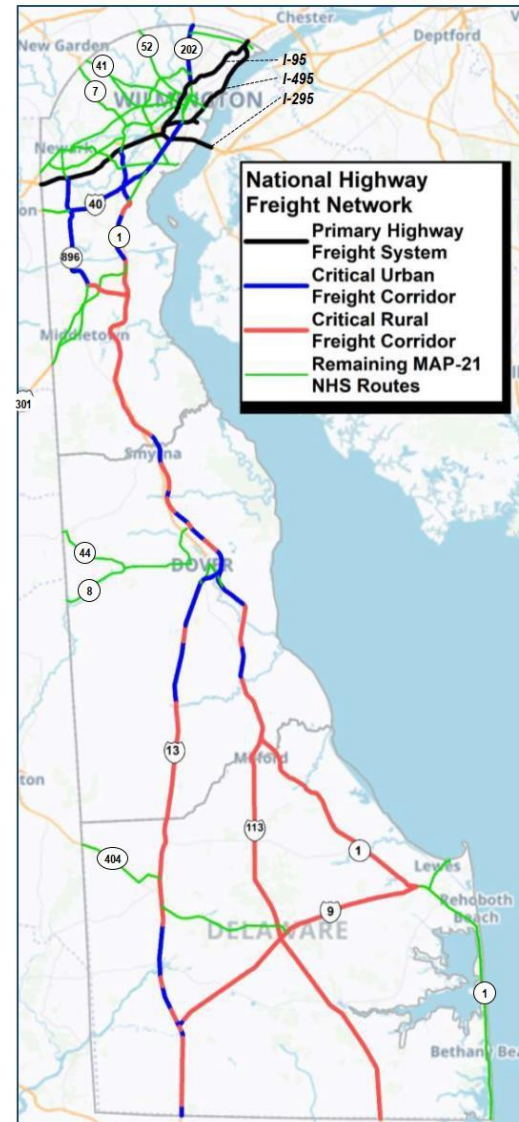 Chester
New Garden
Deptford
52
202
41
I-95
7
I-495
WILMINGTON
I-295
Newark
National Highway
Freight Network
Primary Highway
Freight System
Critical Urban
Freight Corridor
Critical Rural
Freight Corridor
Remaining MAP-21
NHS Routes
40
1
896
Middletown
301
Smyrna
44
DOVER
8
13
Milford
ton
113
404
1
Lewes
9
Rehoboth
Beach
DELAWARE
1
Bethany Bea